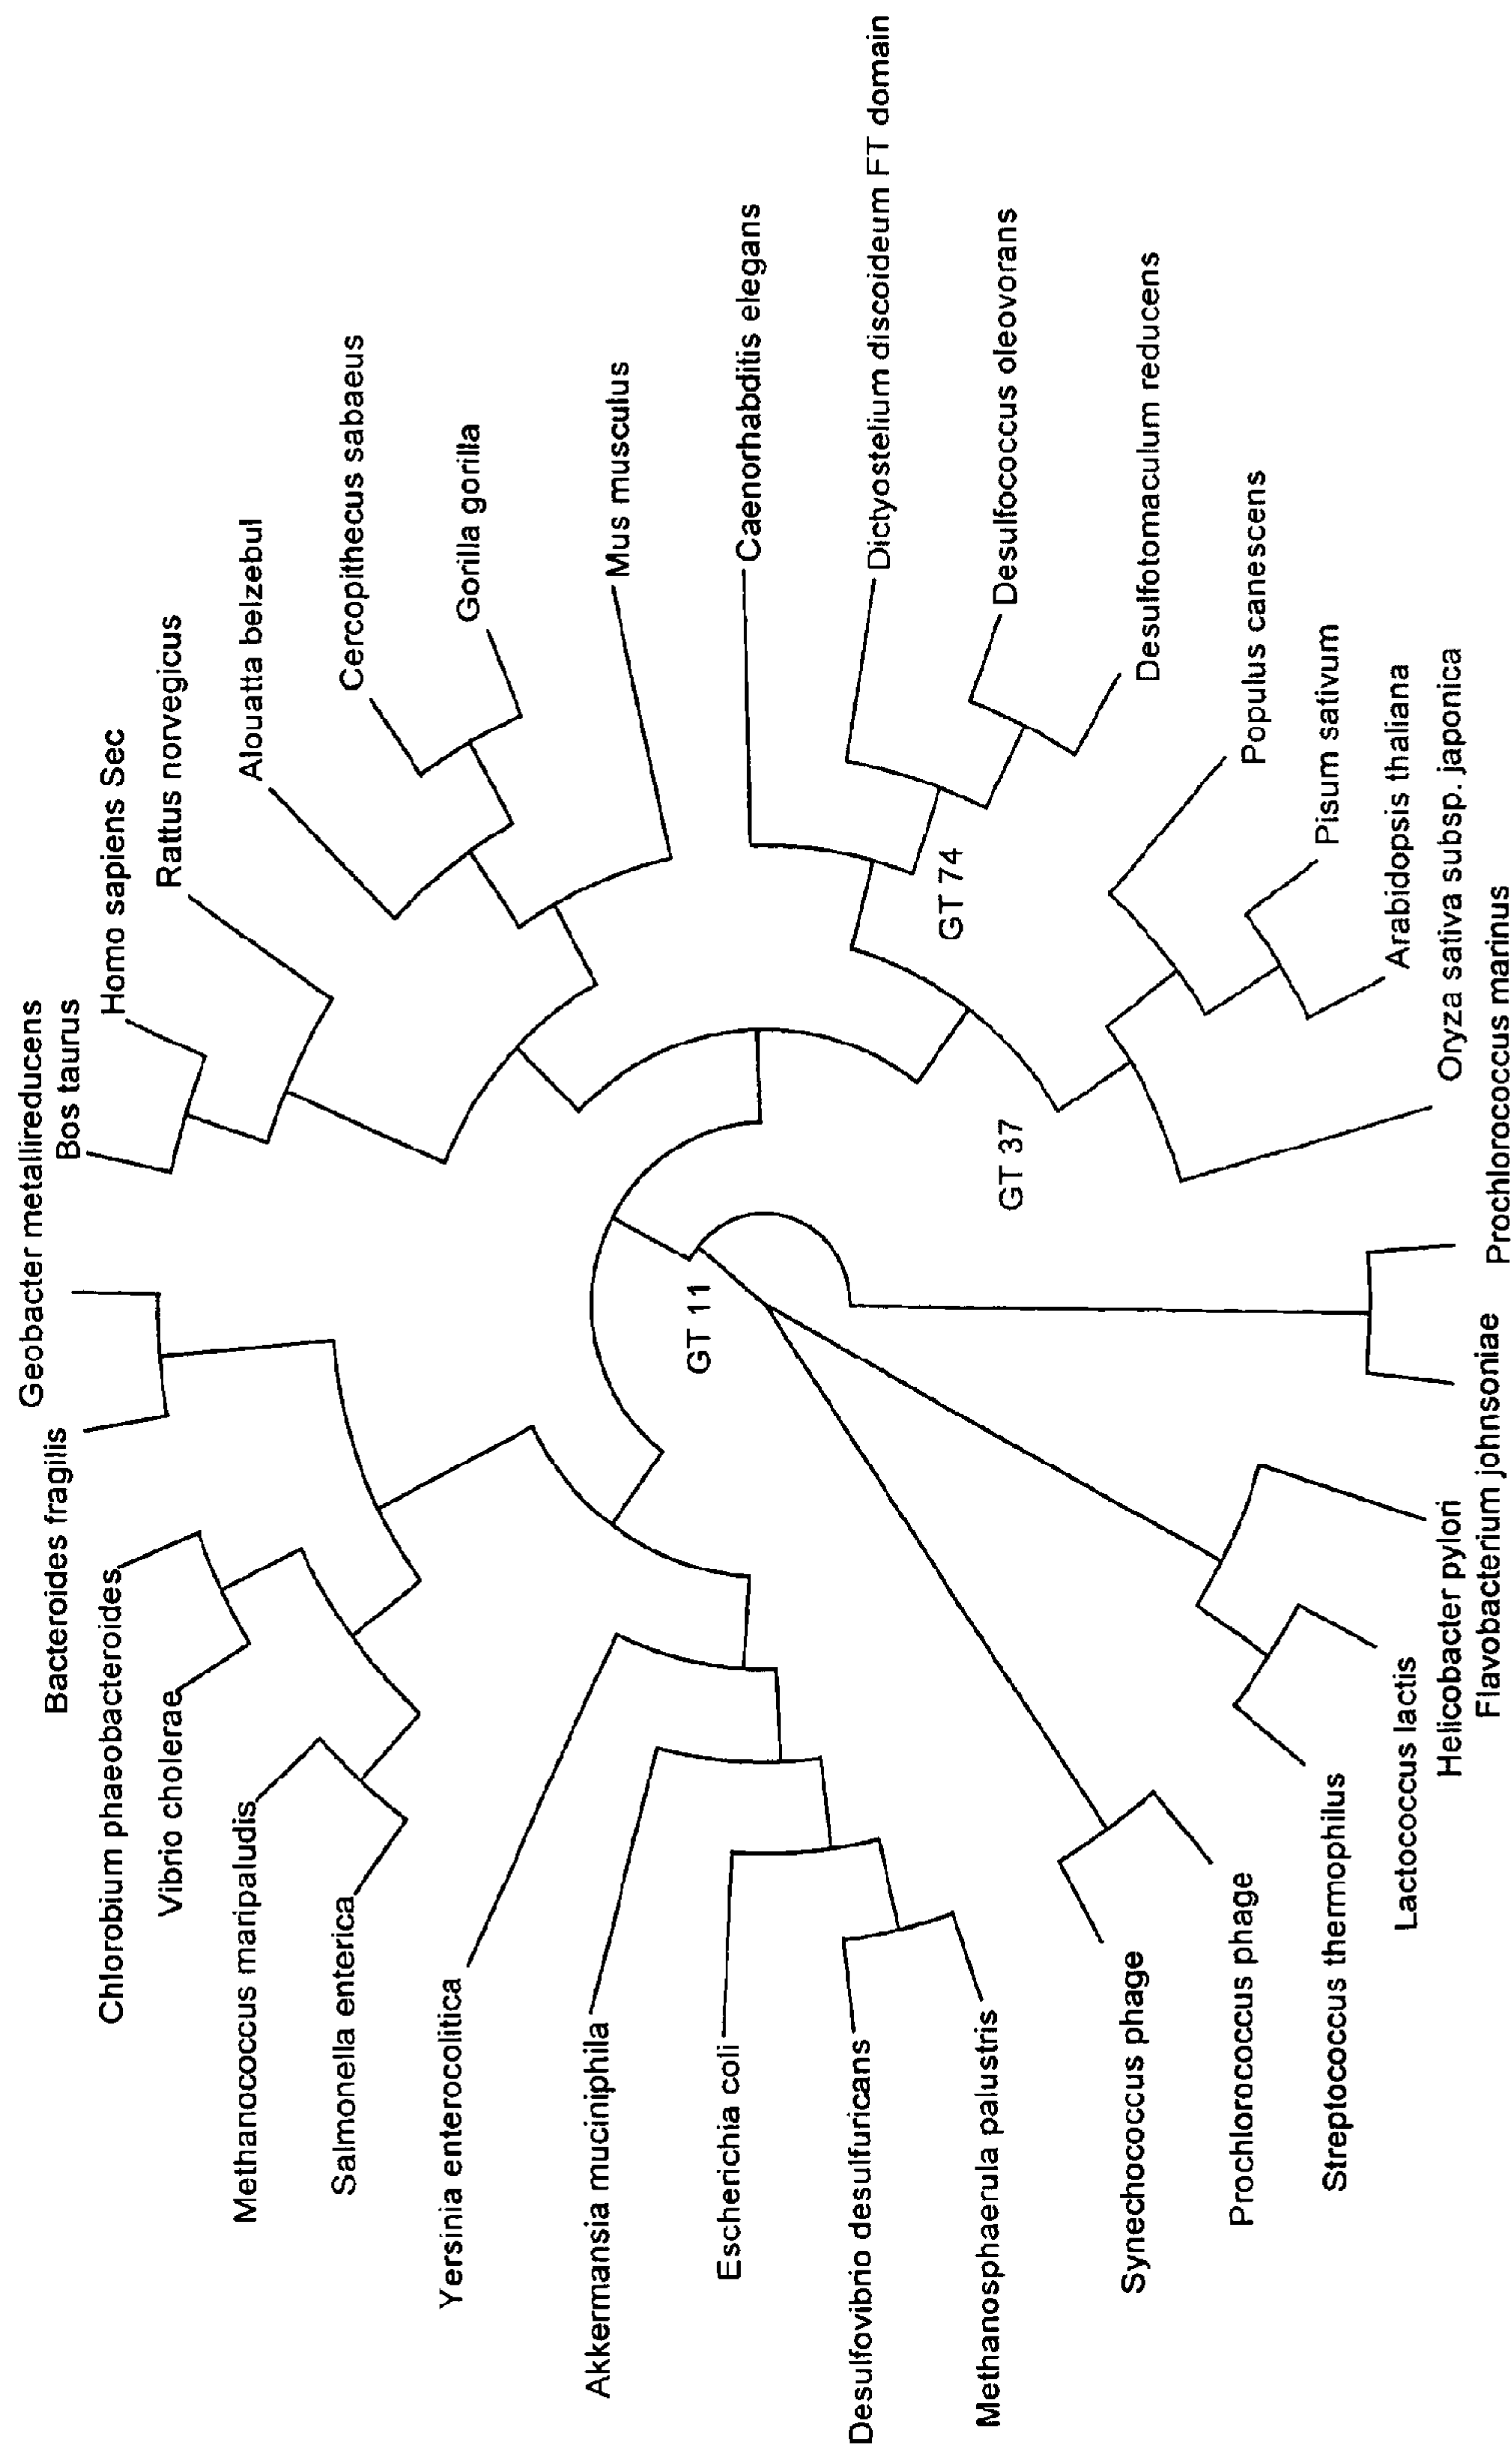 Geobacter metallireducens
Bos taurus
Homo sapiens Sec
Rattus norvegicus
Alouatta belzebul
Cercopithecus sabaeus
Gorilla gorilla
Mus musculus
Caenorhabditis elegans
Dictyostelium discoideum FT domain
Desulfococcus oleovorans
Desulfotomaculum reducens
Populus canescens
Pisum sativum
Arabidopsis thaliana
Oryza sativa subsp. japonica
Prochlorococcus marinus
Flavobacterium johnsoniae
Helicobacter pylori
Lactococcus lactis
Streptococcus thermophilus
Prochlorococcus phage
Synechococcus phage
Methanosphaerula palustris
Desulfovibrio desulfuricans
Escherichia coli
Akkermansia muciniphila
Yersinia enterocolitica
Salmonella enterica
Methanococcus maripaludis
Vibrio cholerae
Chlorobium phaeobacteroides
Bacteroides fragilis
GT 11
GT 74
GT 37